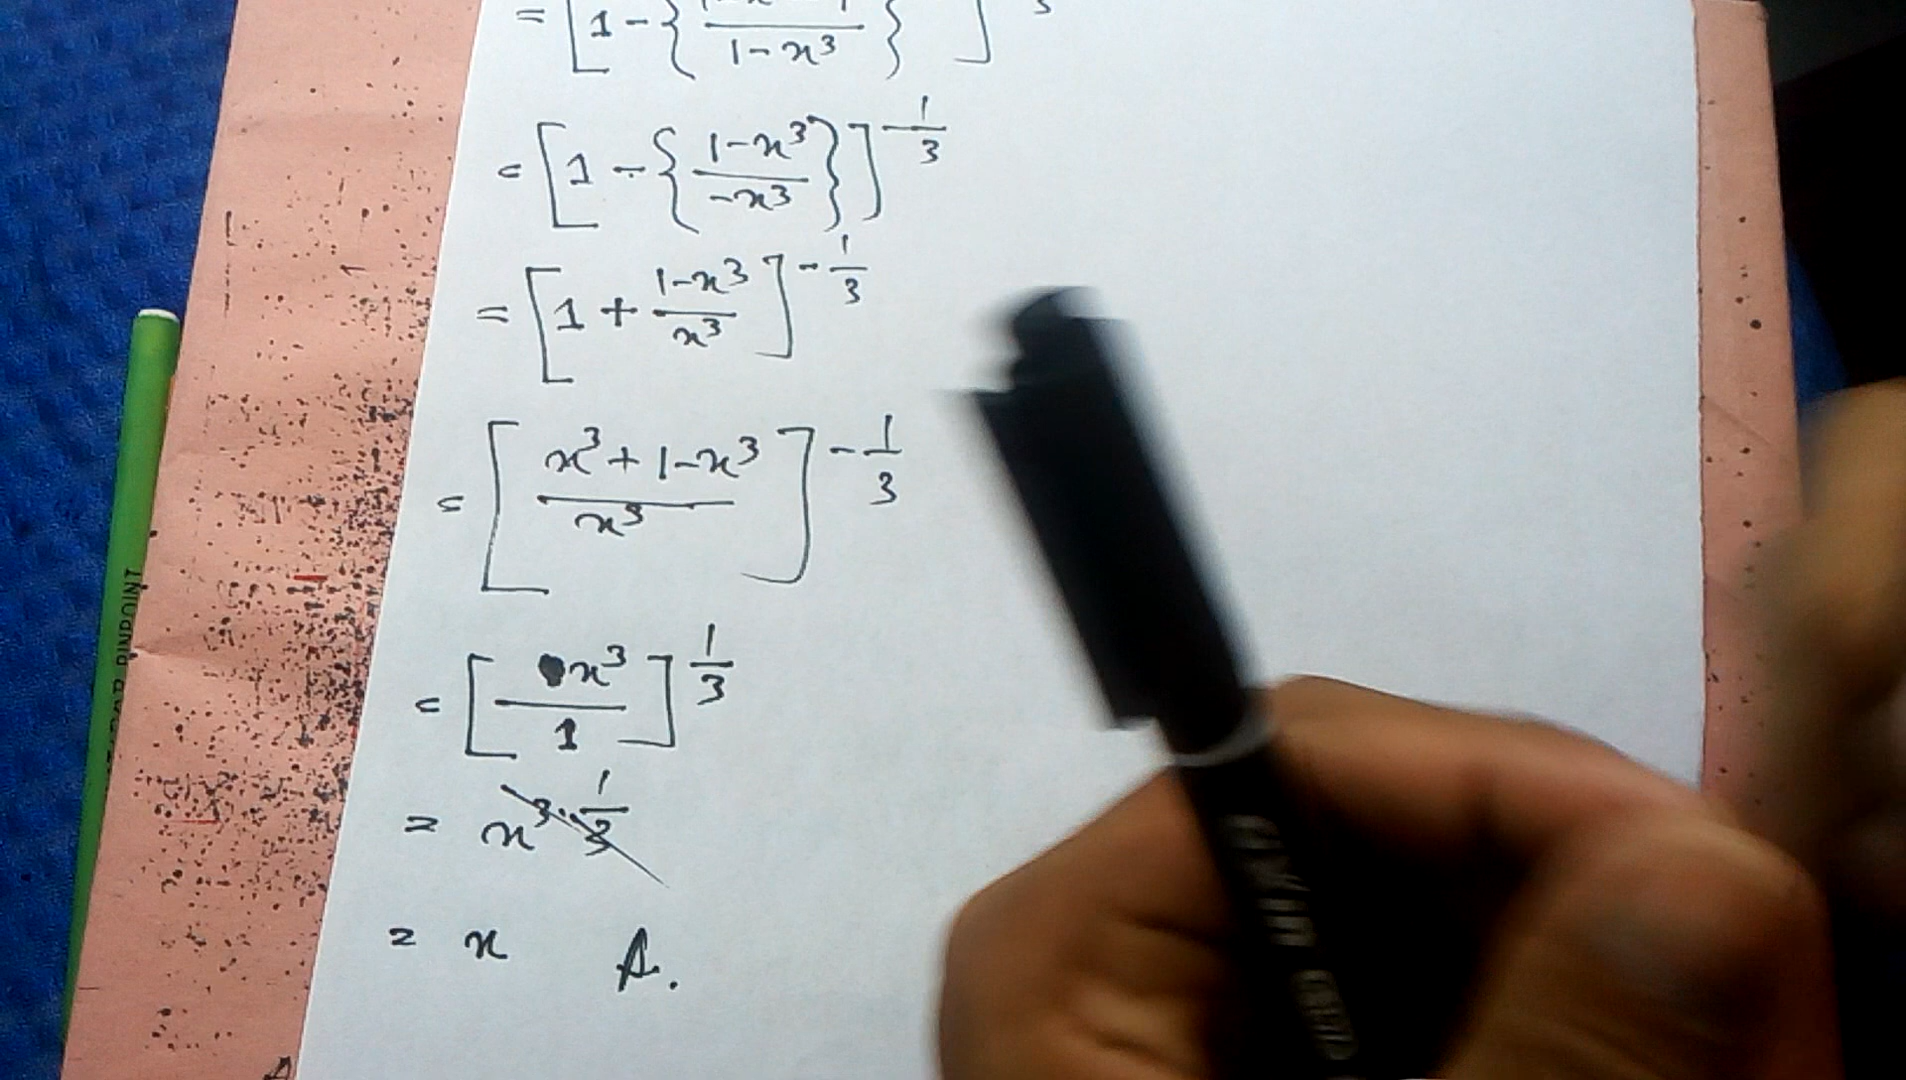 = [1 - { / 1-x³ } ]
= [1 - {1-x³ / -x³}]^-1/3
= [1 + 1-x³ / x³]^-1/3
= [x³ + 1-x³ / x³]^-1/3
= [x³ / 1]^1/3
= x^3·1/3
= x A.